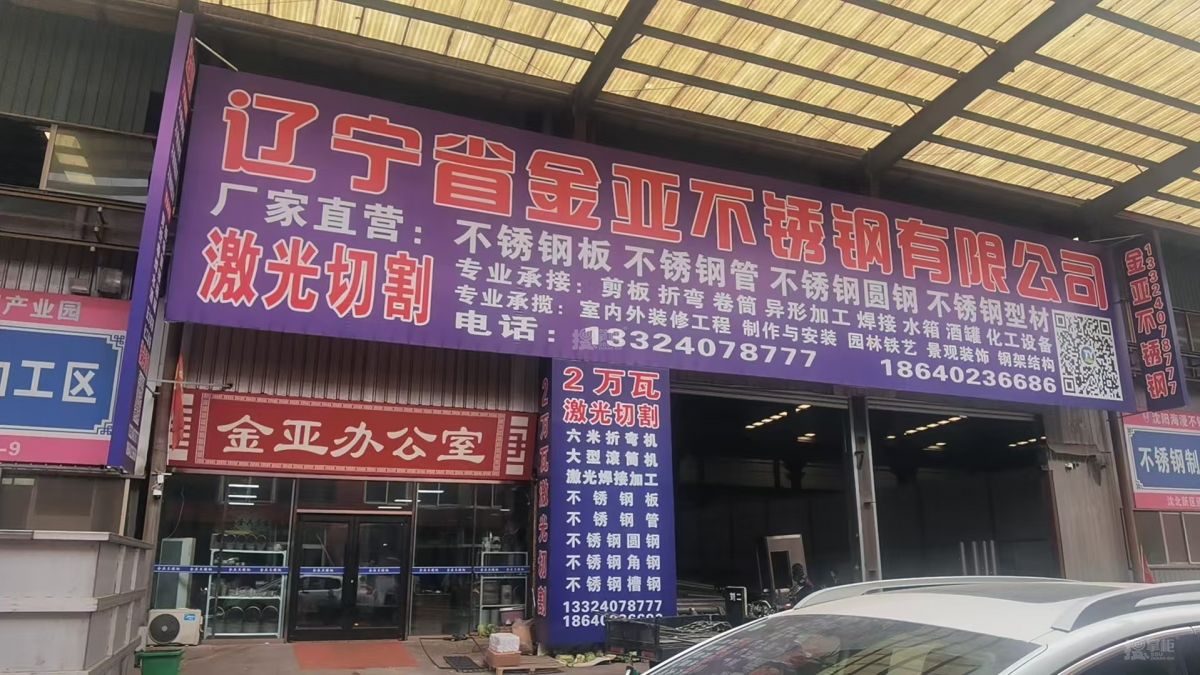 辽宁省金亚不锈钢有限公司
厂家直营：
激光切割
不锈钢板 不锈钢管 不锈钢圆钢 不锈钢型材
专业承接：剪板 折弯 卷筒 异形加工 焊接 水箱 酒罐 化工设备
专业承揽：室内外装修工程 制作与安装 园林铁艺 景观装饰 钢架结构
电话：13324078777
18640236686
金亚不锈钢
13324078777
产业园
加工区
-9
金亚办公室
2万瓦激光切割
2万瓦
激光切割
六米折弯机
大型滚筒机
激光焊接加工
不锈钢板
不锈钢管
不锈钢圆钢
不锈钢角钢
不锈钢槽钢
13324078777
不锈钢制
沈北新区
搜掌柜